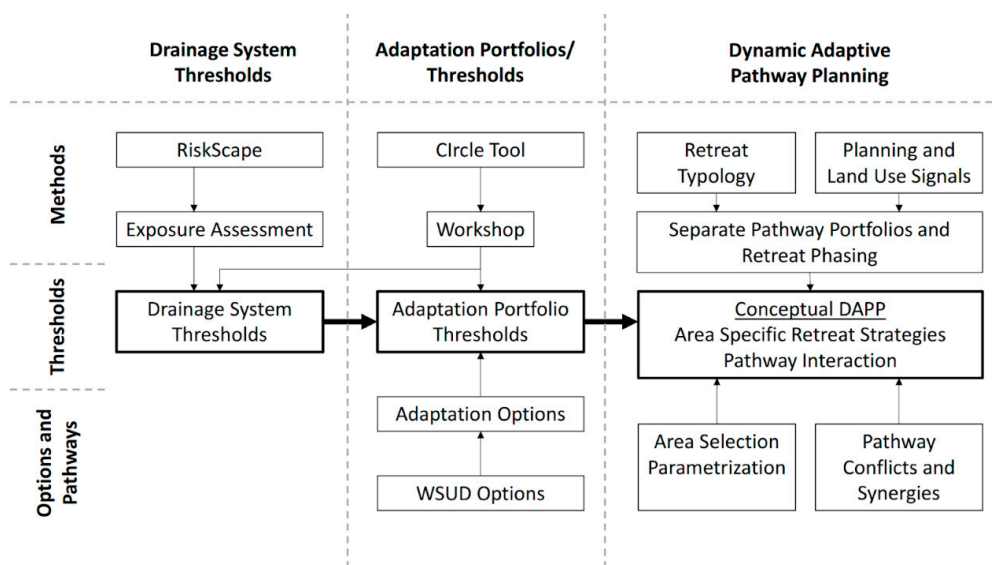 Drainage System
Thresholds
Adaptation Portfolios/
Thresholds
Dynamic Adaptive
Pathway Planning
Methods
RiskScape
CIrcle Tool
Retreat
Typology
Planning and
Land Use Signals
Exposure Assessment
Workshop
Separate Pathway Portfolios and
Retreat Phasing
Thresholds
Drainage System
Thresholds
Adaptation Portfolio
Thresholds
Conceptual DAPP
Area Specific Retreat Strategies
Pathway Interaction
Options and
Pathways
Adaptation Options
WSUD Options
Area Selection
Parametrization
Pathway
Conflicts and
Synergies